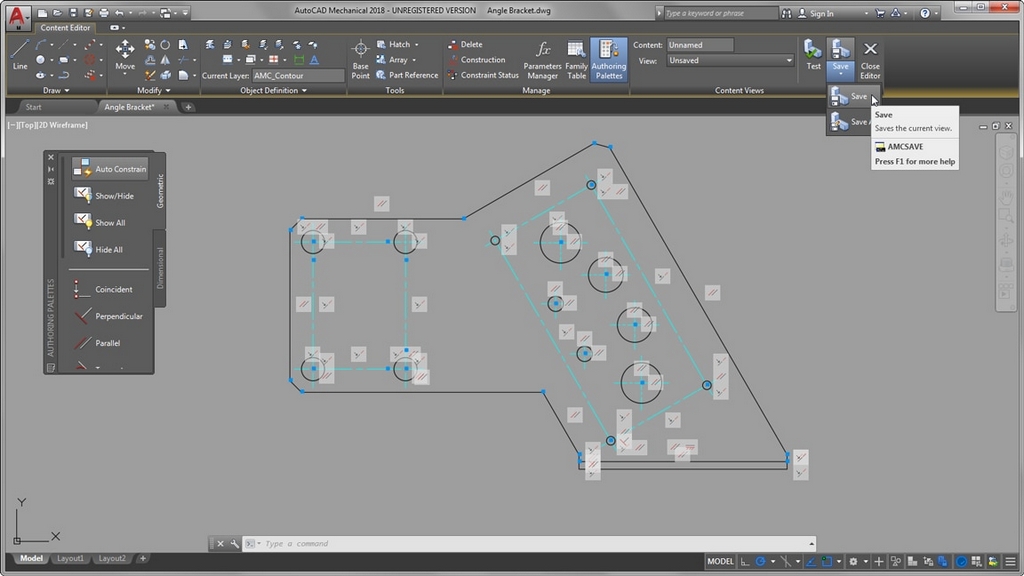 AutoCAD Mechanical 2018 - UNREGISTERED VERSION Angle Bracket.dwg
Type a keyword or phrase
Sign In
Content Editor
Line
Move
Current Layer: AMC_Contour
Base Point
Hatch
Array
Part Reference
Delete
Construction
Constraint Status
Parameters Manager
Family Table
Authoring Palettes
Content: Unnamed
View: Unsaved
Test
Save
Close Editor
Draw
Modify
Object Definition
Tools
Manage
Content Views
Start
Angle Bracket*
Save
Save
Save
Saves the current view.
AMCSAVE
Press F1 for more help
[−][Top][2D Wireframe]
Auto Constrain
Show/Hide
Show All
Hide All
Coincident
Perpendicular
Parallel
Geometric
Dimensional
AUTHORING PALETTES
Y
X
Type a command
Model
Layout1
Layout2
MODEL